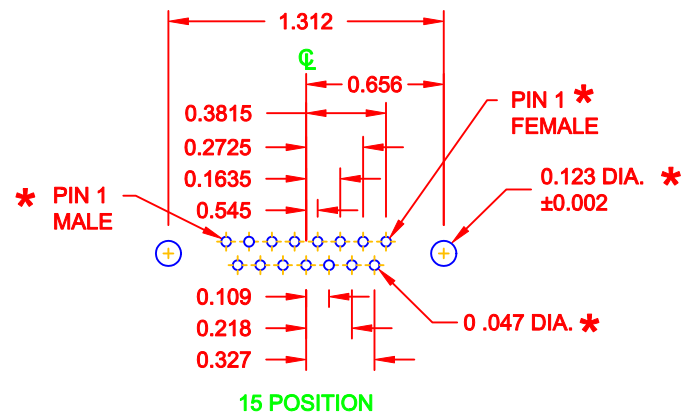 1.312
℄
0.656
0.3815
PIN 1 *
FEMALE
0.2725
0.1635
0.123 DIA. *
±0.002
* PIN 1
MALE
0.545
0.109
0.218
0 .047 DIA. *
0.327
15 POSITION